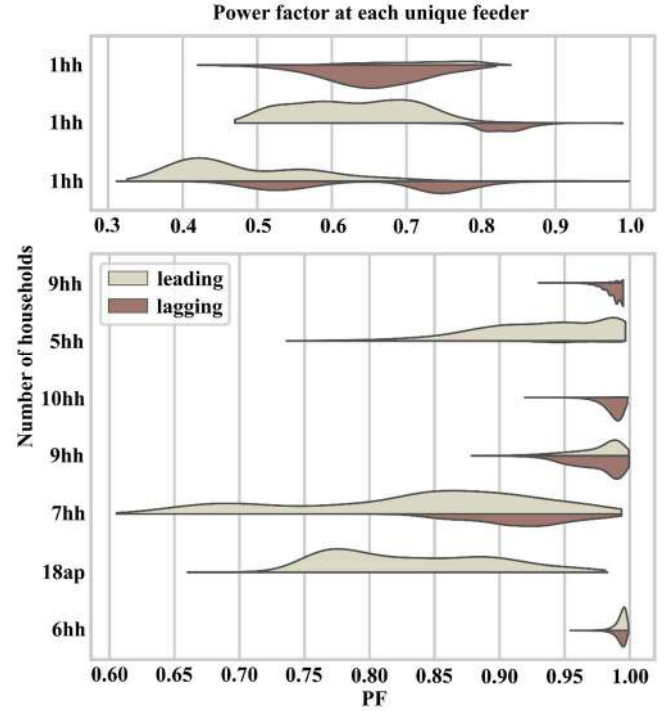 Power factor at each unique feeder
1hh
1hh
1hh
0.3 0.4 0.5 0.6 0.7 0.8 0.9 1.0
Number of households
leading
lagging
9hh
5hh
10hh
9hh
7hh
18ap
6hh
0.60 0.65 0.70 0.75 0.80 0.85 0.90 0.95 1.00
PF